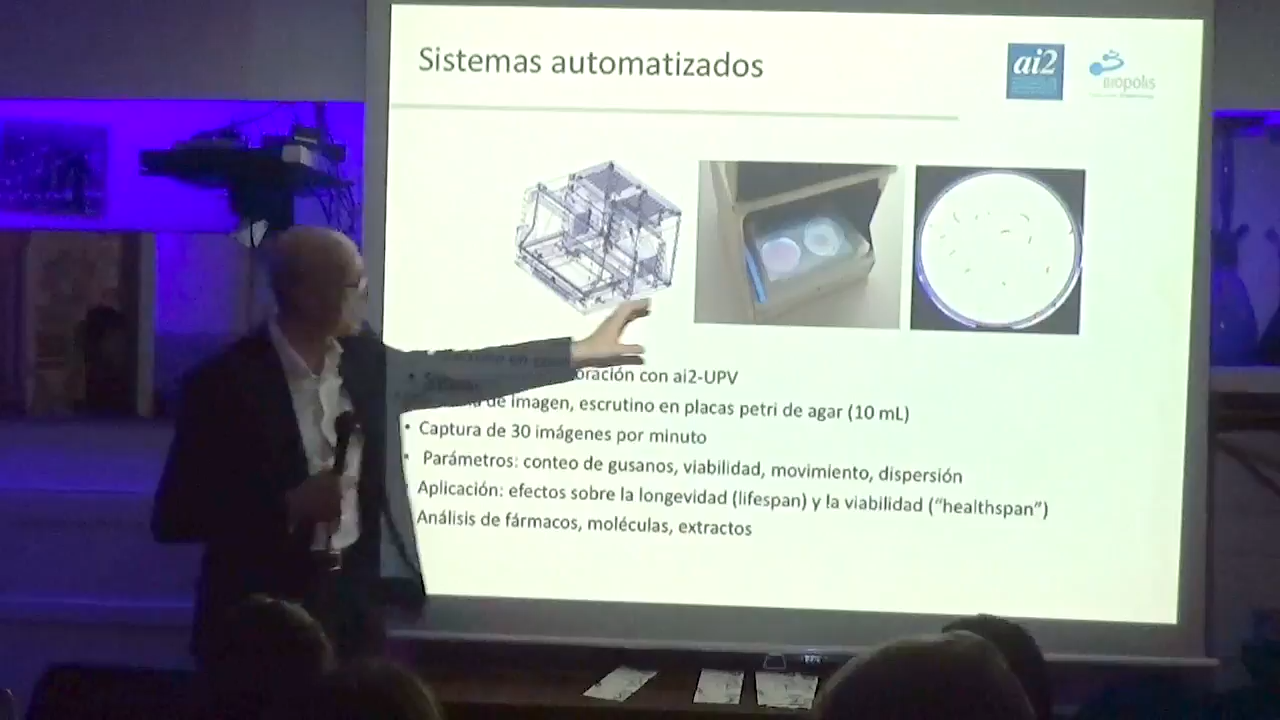 Sistemas automatizados
ai2
Biopolis
oración con ai2-UPV
de imagen, escrutino en placas petri de agar (10 mL)
• Captura de 30 imágenes por minuto
• Parámetros: conteo de gusanos, viabilidad, movimiento, dispersión
Aplicación: efectos sobre la longevidad (lifespan) y la viabilidad (“healthspan”)
Análisis de fármacos, moléculas, extractos